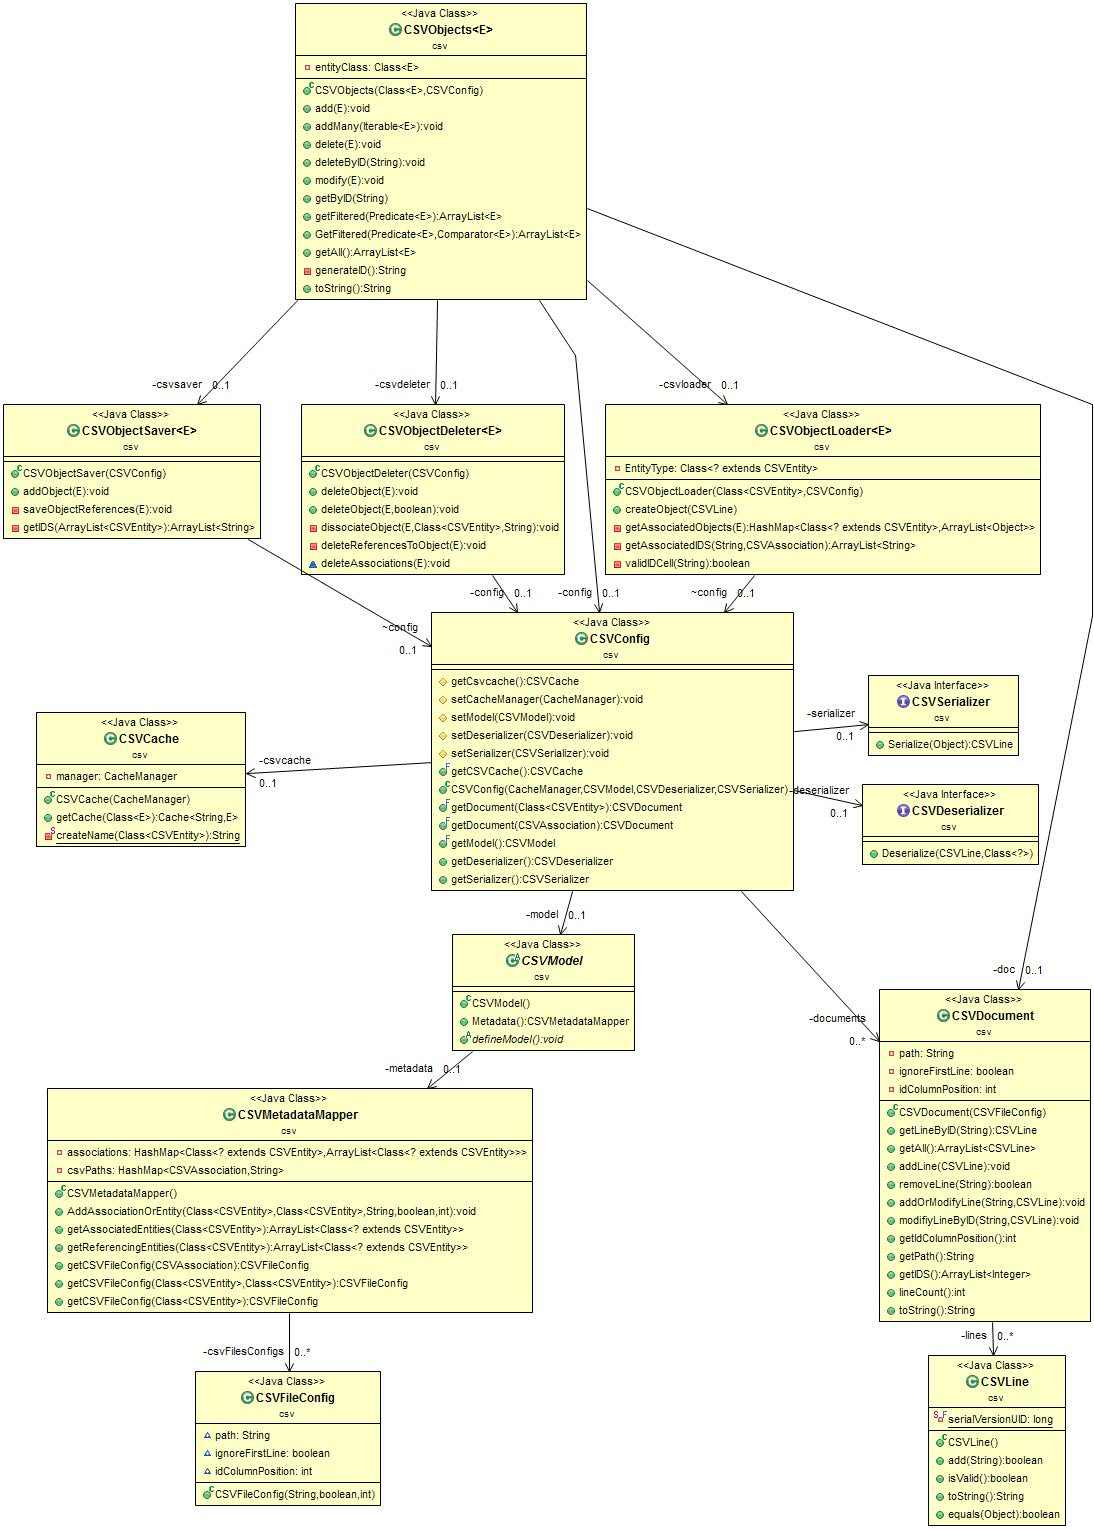 <<Java Class>>
CSVObjects<E>
csv
entityClass: Class<E>
CSVObjects(Class<E>,CSVConfig)
add(E):void
addMany(Iterable<E>):void
delete(E):void
deleteByID(String):void
modify(E):void
getByID(String)
getFiltered(Predicate<E>):ArrayList<E>
GetFiltered(Predicate<E>,Comparator<E>):ArrayList<E>
getAll():ArrayList<E>
generateID():String
toString():String
-csvsaver 0..1
-csvdeleter 0..1
-csvloader 0..1
<<Java Class>>
CSVObjectSaver<E>
csv
CSVObjectSaver(CSVConfig)
addObject(E):void
saveObjectReferences(E):void
getIDS(ArrayList<CSVEntity>):ArrayList<String>
<<Java Class>>
CSVObjectDeleter<E>
csv
CSVObjectDeleter(CSVConfig)
deleteObject(E):void
deleteObject(E,boolean):void
dissociateObject(E,Class<CSVEntity>,String):void
deleteReferencesToObject(E):void
deleteAssociations(E):void
<<Java Class>>
CSVObjectLoader<E>
csv
EntityType: Class<? extends CSVEntity>
CSVObjectLoader(Class<CSVEntity>,CSVConfig)
createObject(CSVLine)
getAssociatedObjects(E):HashMap<Class<? extends CSVEntity>,ArrayList<Object>>
getAssociatedIDS(String,CSVAssociation):ArrayList<String>
validIDCell(String):boolean
-config 0..1
-config 0..1
~config 0..1
~config
0..1
<<Java Class>>
CSVConfig
csv
getCsvcache():CSVCache
setCacheManager(CacheManager):void
setModel(CSVModel):void
setDeserializer(CSVDeserializer):void
setSerializer(CSVSerializer):void
getCSVCache():CSVCache
CSVConfig(CacheManager,CSVModel,CSVDeserializer,CSVSerializer)
getDocument(Class<CSVEntity>):CSVDocument
getDocument(CSVAssociation):CSVDocument
getModel():CSVModel
getDeserializer():CSVDeserializer
getSerializer():CSVSerializer
-serializer
0..1
<<Java Interface>>
CSVSerializer
csv
Serialize(Object):CSVLine
-deserializer
0..1
<<Java Interface>>
CSVDeserializer
csv
Deserialize(CSVLine,Class<?>)
-csvcache
0..1
<<Java Class>>
CSVCache
csv
manager: CacheManager
CSVCache(CacheManager)
getCache(Class<E>):Cache<String,E>
createName(Class<CSVEntity>):String
-model 0..1
<<Java Class>>
CSVModel
csv
CSVModel()
Metadata():CSVMetadataMapper
defineModel():void
-documents
0..*
-doc 0..1
<<Java Class>>
CSVDocument
csv
path: String
ignoreFirstLine: boolean
idColumnPosition: int
CSVDocument(CSVFileConfig)
getLineByID(String):CSVLine
getAll():ArrayList<CSVLine>
addLine(CSVLine):void
removeLine(String):boolean
addOrModifyLine(String,CSVLine):void
modifiyLineByID(String,CSVLine):void
getIdColumnPosition():int
getPath():String
getIDS():ArrayList<Integer>
lineCount():int
toString():String
-metadata 0..1
<<Java Class>>
CSVMetadataMapper
csv
associations: HashMap<Class<? extends CSVEntity>,ArrayList<Class<? extends CSVEntity>>>
csvPaths: HashMap<CSVAssociation,String>
CSVMetadataMapper()
AddAssociationOrEntity(Class<CSVEntity>,Class<CSVEntity>,String,boolean,int):void
getAssociatedEntities(Class<CSVEntity>):ArrayList<Class<? extends CSVEntity>>
getReferencingEntities(Class<CSVEntity>):ArrayList<Class<? extends CSVEntity>>
getCSVFileConfig(CSVAssociation):CSVFileConfig
getCSVFileConfig(Class<CSVEntity>,Class<CSVEntity>):CSVFileConfig
getCSVFileConfig(Class<CSVEntity>):CSVFileConfig
-csvFilesConfigs 0..*
<<Java Class>>
CSVFileConfig
csv
path: String
ignoreFirstLine: boolean
idColumnPosition: int
CSVFileConfig(String,boolean,int)
-lines 0..*
<<Java Class>>
CSVLine
csv
serialVersionUID: long
CSVLine()
add(String):boolean
isValid():boolean
toString():String
equals(Object):boolean